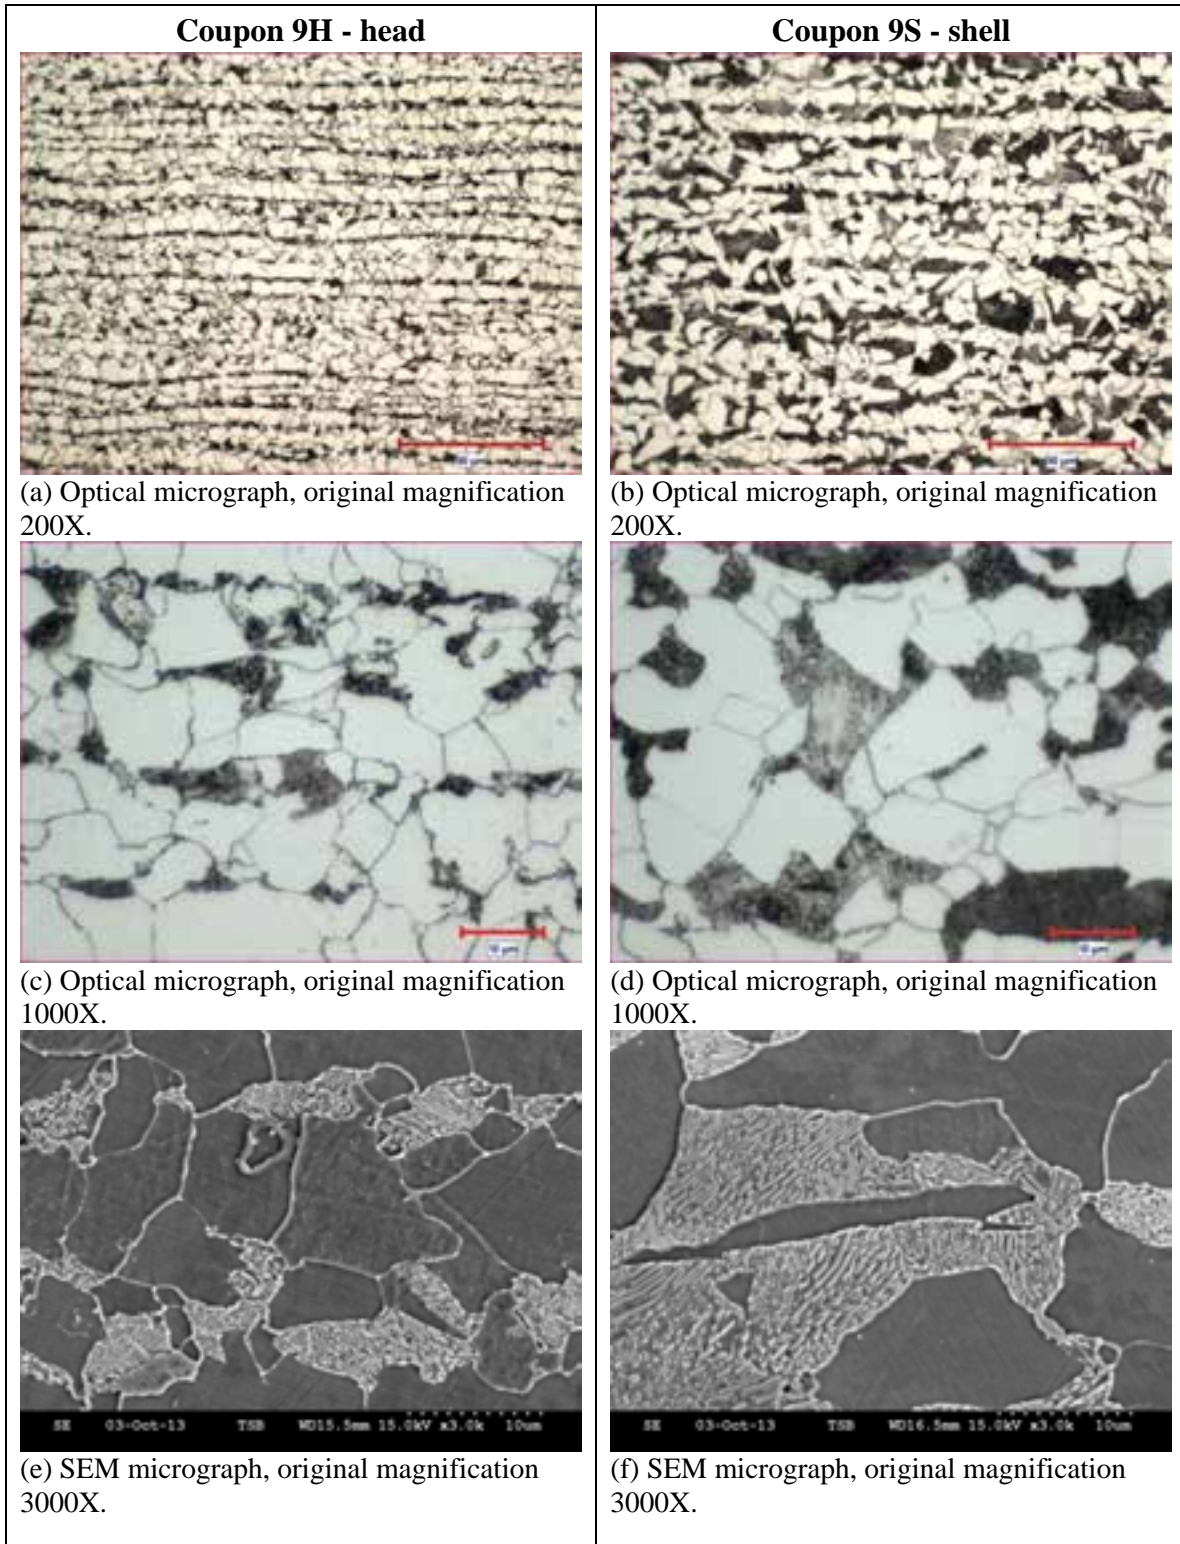 Coupon 9H - head
Coupon 9S - shell
(a) Optical micrograph, original magnification
200X.
(b) Optical micrograph, original magnification
200X.
10 µm
(c) Optical micrograph, original magnification
1000X.
(d) Optical micrograph, original magnification
1000X.
SE 03-Oct-13 TSB WD15.5mm 15.0kV x3.0k 10um
SE 03-Oct-13 TSB WD16.5mm 15.0kV x3.0k 10um
(e) SEM micrograph, original magnification
3000X.
(f) SEM micrograph, original magnification
3000X.